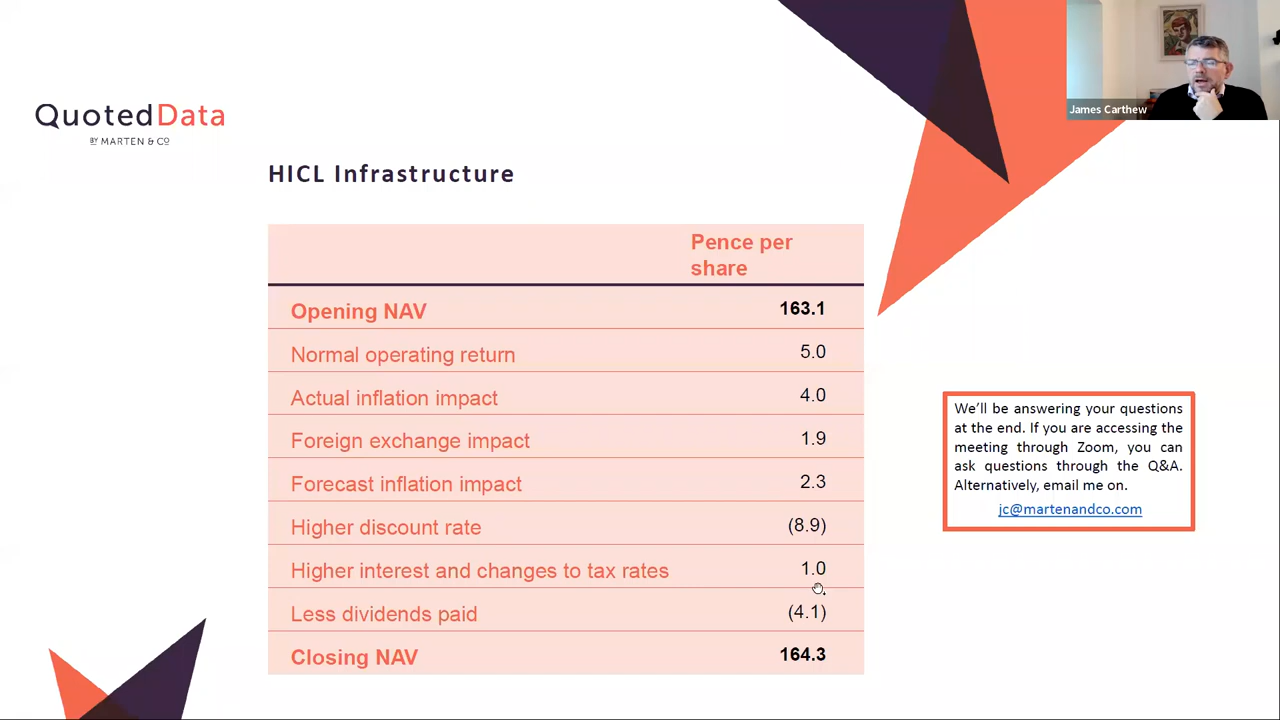 James Carthew
QuotedData
BY MARTEN & CO
HICL Infrastructure
Pence per
share
Opening NAV 163.1
Normal operating return 5.0
Actual inflation impact 4.0
Foreign exchange impact 1.9
Forecast inflation impact 2.3
Higher discount rate (8.9)
Higher interest and changes to tax rates 1.0
Less dividends paid (4.1)
Closing NAV 164.3
We'll be answering your questions
at the end. If you are accessing the
meeting through Zoom, you can
ask questions through the Q&A.
Alternatively, email me on.
jc@martenandco.com